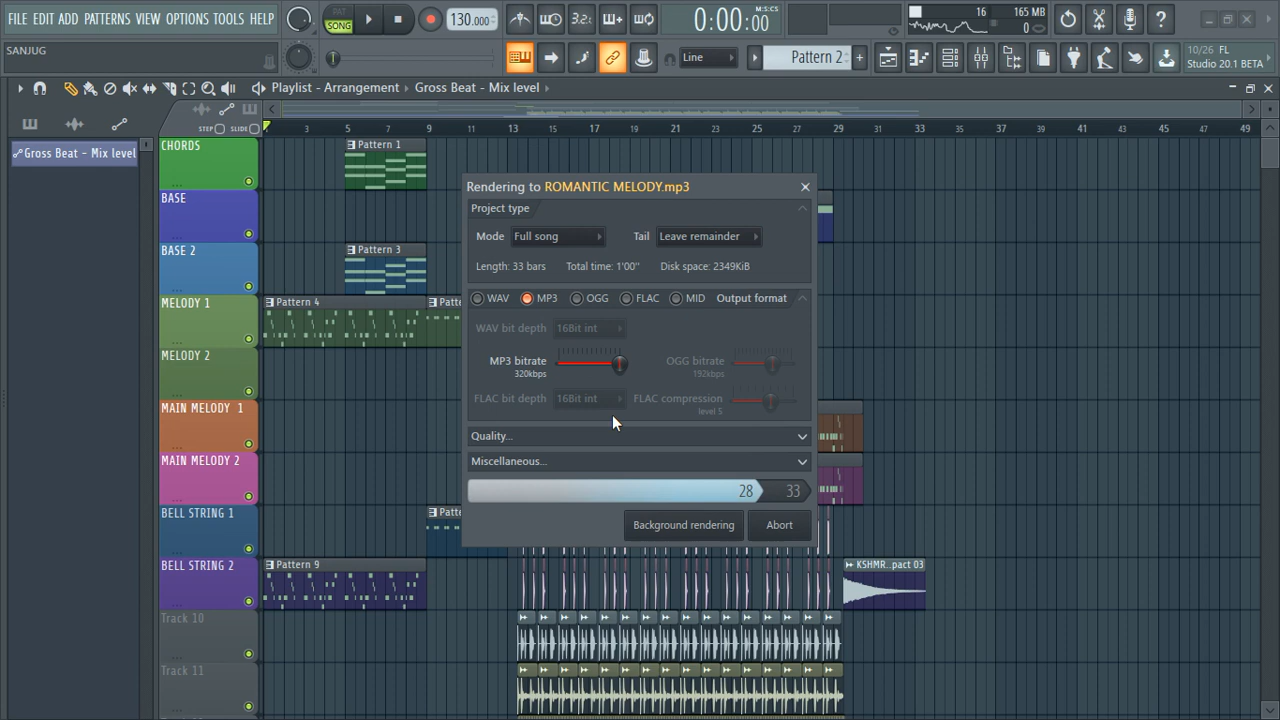 FILE EDIT ADD PATTERNS VIEW OPTIONS TOOLS HELP
PAT
SONG
130.000
3.2
0:00:00
M:S:CS
16
165 MB
0
SANJUG
Line
Pattern 2
10/26 FL
Studio 20.1 BETA
Playlist - Arrangement
Gross Beat - Mix level
STEP
SLIDE
3
5
7
9
11
13
15
17
19
21
23
25
27
29
31
33
35
37
39
41
43
45
47
49
Gross Beat - Mix level
CHORDS
Pattern 1
BASE
BASE 2
Pattern 3
MELODY 1
Pattern 4
Patte
MELODY 2
MAIN MELODY 1
MAIN MELODY 2
BELL STRING 1
Patte
BELL STRING 2
Pattern 9
KSHMR..pact 03
Track 10
Track 11
Rendering to ROMANTIC MELODY.mp3
Project type
Mode
Full song
Tail
Leave remainder
Length: 33 bars
Total time: 1'00''
Disk space: 2349KiB
WAV
MP3
OGG
FLAC
MID
Output format
WAV bit depth
16Bit int
MP3 bitrate
320kbps
OGG bitrate
192kbps
FLAC bit depth
16Bit int
FLAC compression
level 5
Quality...
Miscellaneous...
28
33
Background rendering
Abort